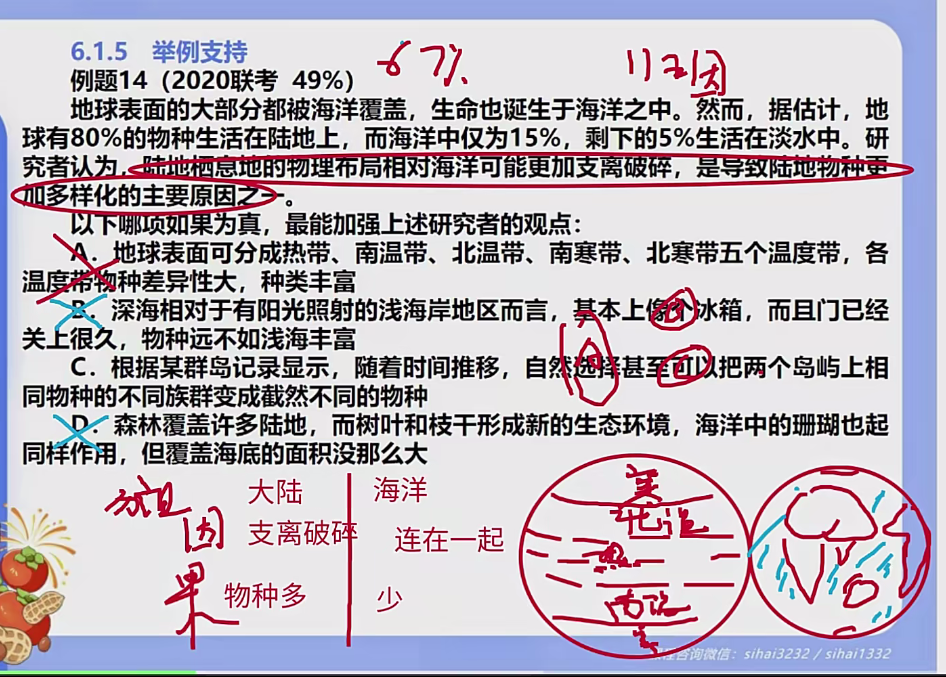 6.1.5 举例支持
67%
11主因
例题14（2020联考 49%）
地球表面的大部分都被海洋覆盖，生命也诞生于海洋之中。然而，据估计，地
球有80%的物种生活在陆地上，而海洋中仅为15%，剩下的5%生活在淡水中。研
究者认为，陆地栖息地的物理布局相对海洋可能更加支离破碎，是导致陆地物种更
加多样化的主要原因之一。
以下哪项如果为真，最能加强上述研究者的观点：
A．地球表面可分成热带、南温带、北温带、南寒带、北寒带五个温度带，各
温度带物种差异性大，种类丰富
B．深海相对于有阳光照射的浅海岸地区而言，基本上像个冰箱，而且门已经
关上很久，物种远不如浅海丰富
C．根据某群岛记录显示，随着时间推移，自然选择甚至可以把两个岛屿上相
同物种的不同族群变成截然不同的物种
D．森林覆盖许多陆地，而树叶和枝干形成新的生态环境，海洋中的珊瑚也起
同样作用，但覆盖海底的面积没那么大
大陆 海洋
因 支离破碎 连在一起
果 物种多 少
北温
热
南温
咨询微信：sihai3232 / sihai1332